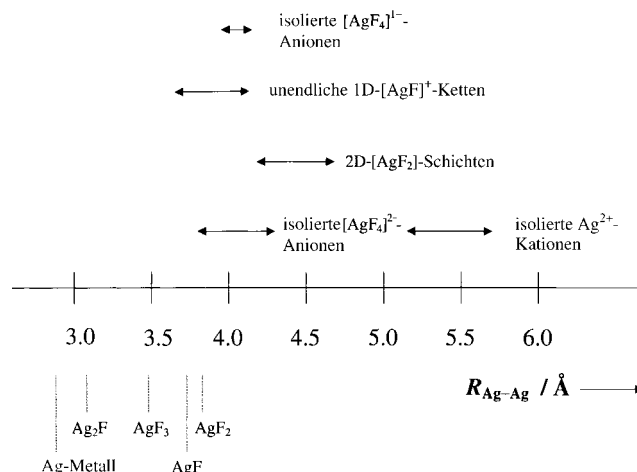 isolierte [AgF₄]¹⁻-
Anionen
unendliche 1D-[AgF]⁺-Ketten
2D-[AgF₂]-Schichten
isolierte[AgF₄]²⁻-
Anionen
isolierte Ag²⁺-
Kationen
3.0 3.5 4.0 4.5 5.0 5.5 6.0
R_Ag–Ag / Å
Ag₂F AgF₃ AgF₂
Ag-Metall AgF